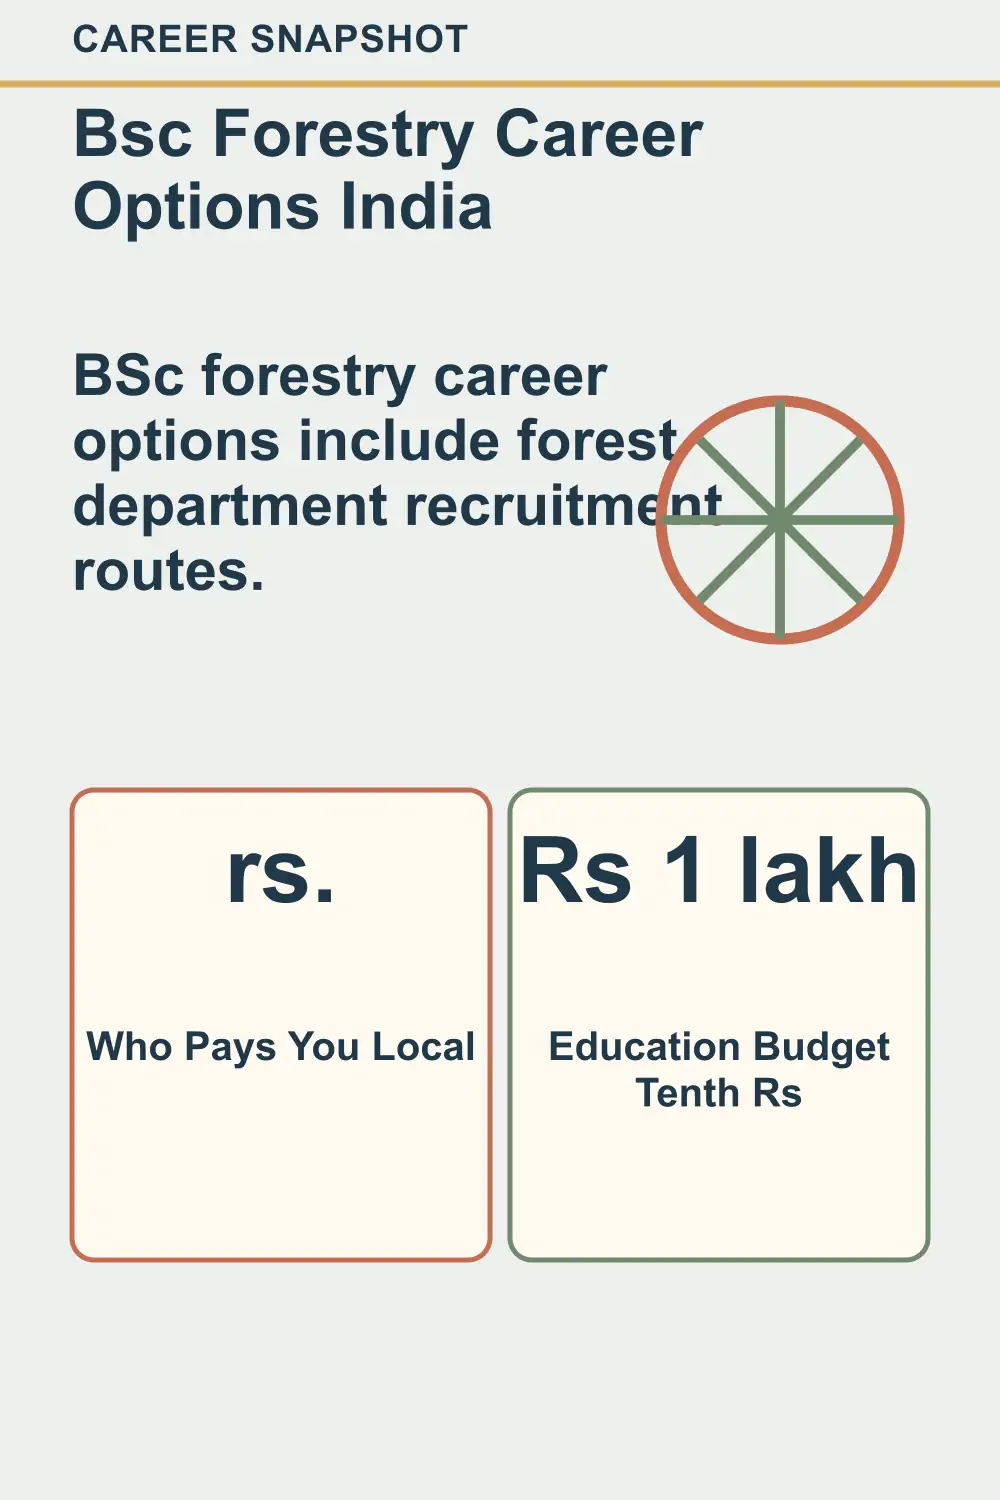 CAREER SNAPSHOT
Bsc Forestry Career
Options India
BSc forestry career
options include forest
department recruitment
routes.
rs.
Who Pays You Local
Rs 1 lakh
Education Budget
Tenth Rs